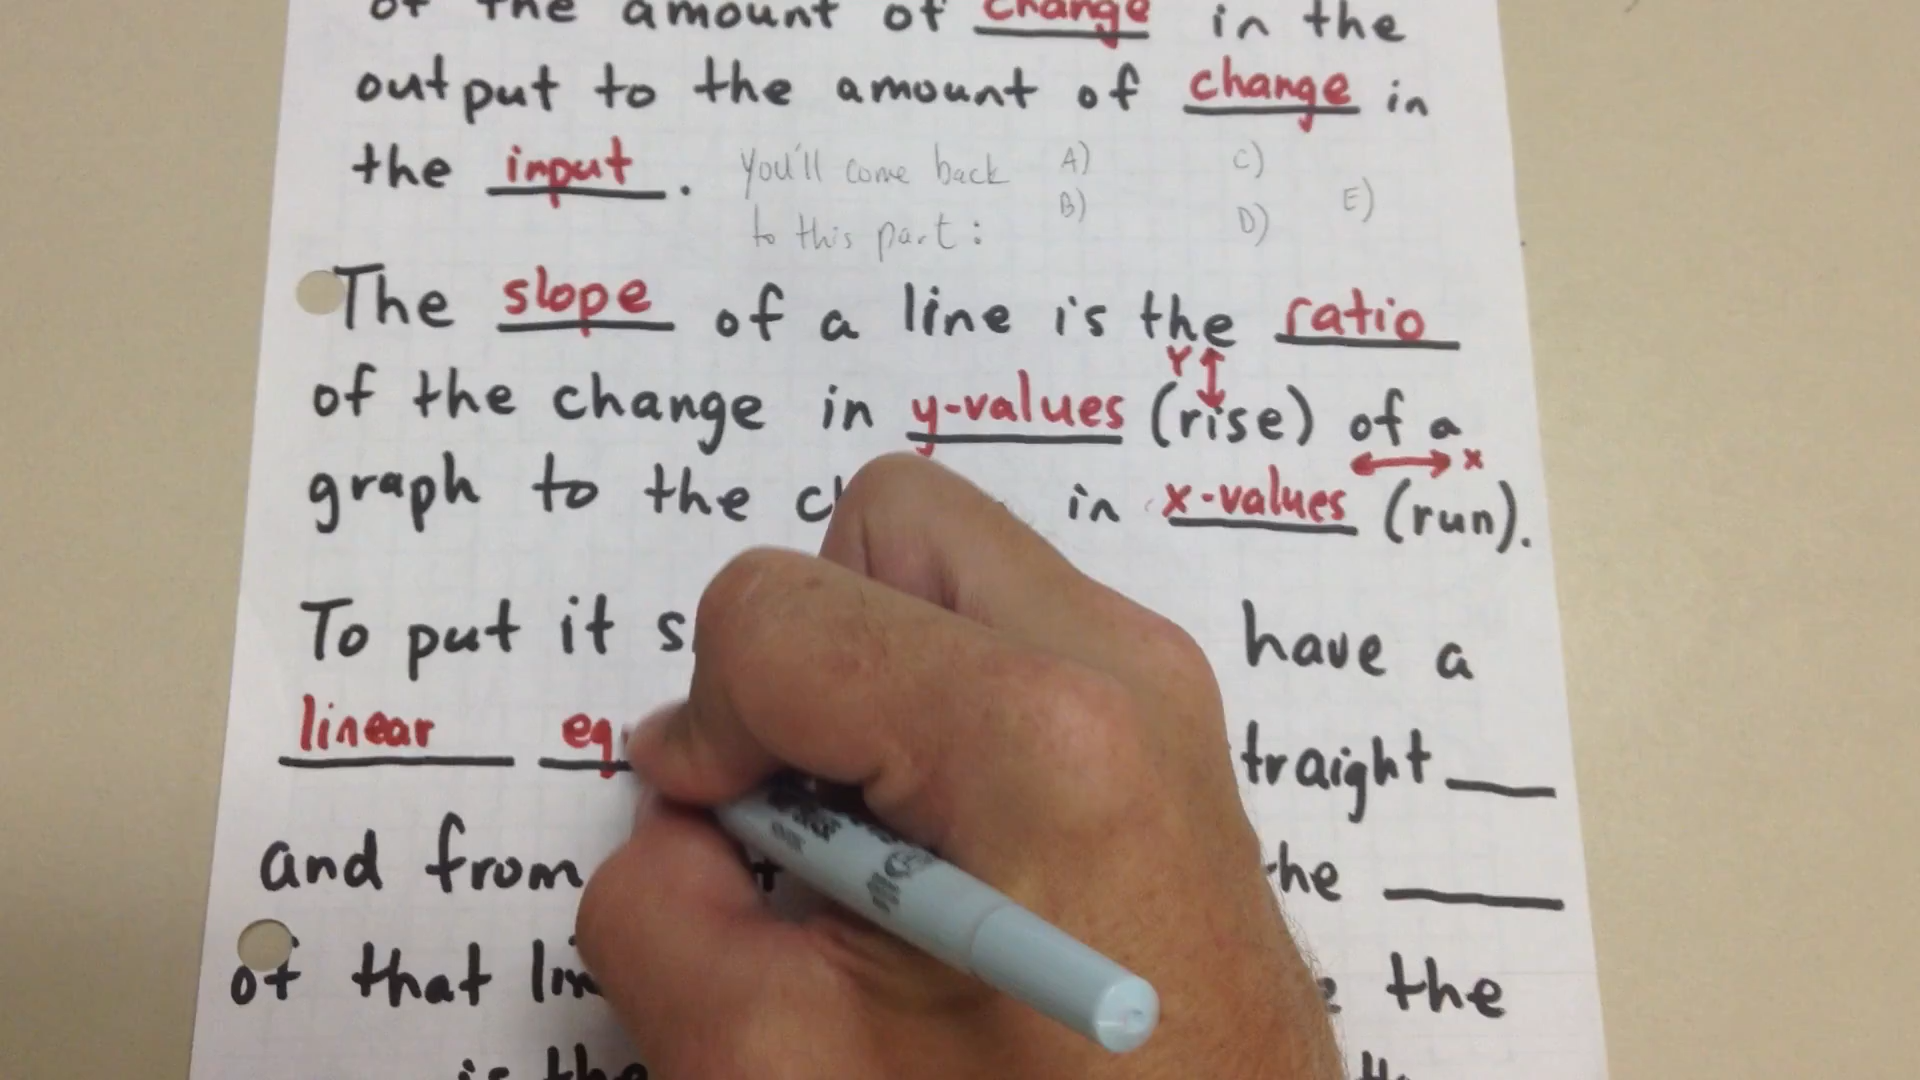 of the amount of change in the
output to the amount of change in
the input. You'll come back A) C)
to this part: B) D) E)
The slope of a line is the ratio
Y
of the change in y-values (rise) of a
x
graph to the in x-values (run).
To put it have a
linear
and from
of that the
is the